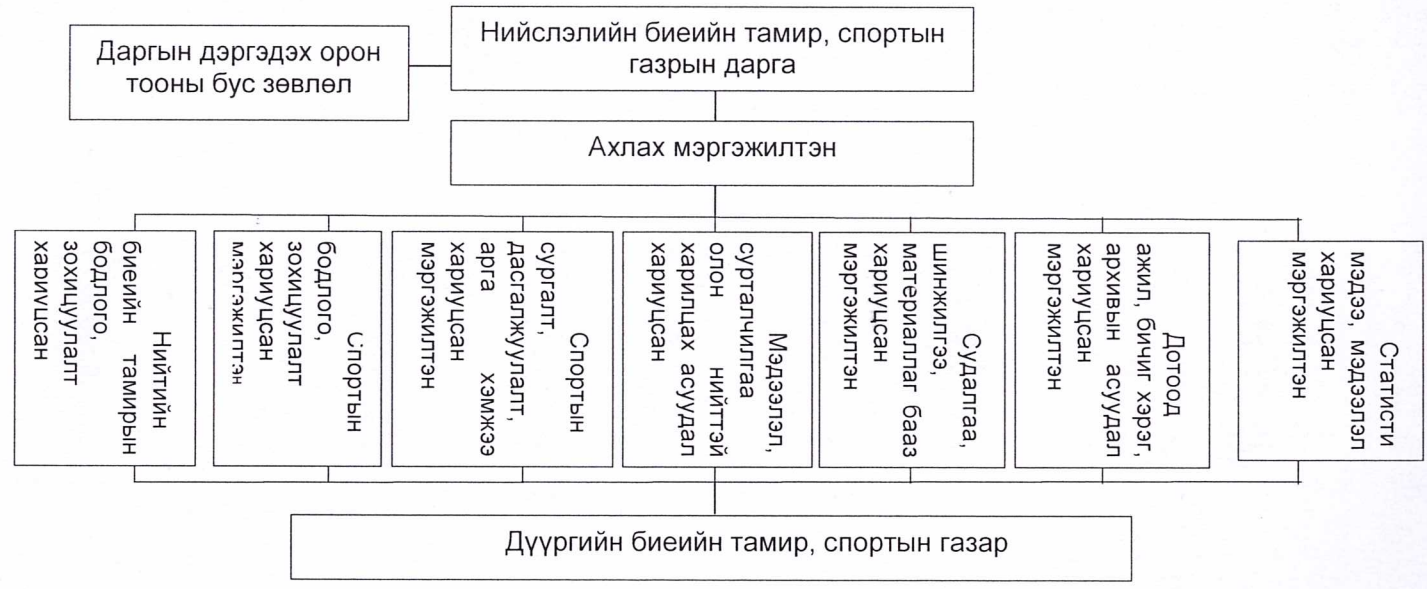 Даргын дэргэдэх орон
тооны бус зөвлөл
Нийслэлийн биеийн тамир, спортын
газрын дарга
Ахлах мэргэжилтэн
Нийтийн
биеийн тамирын
бодлого,
зохицуулалт
хариуцсан
Спортын
бодлого,
зохицуулалт
хариуцсан
мэргэжилтэн
Спортын
сургалт,
дасгалжуулалт,
арга хэмжээ
хариуцсан
мэргэжилтэн
Мэдээлэл,
сурталчилгаа
олон нийттэй
харилцах асуудал
хариуцсан
Судалгаа,
шинжилгээ,
материаллаг бааз
хариуцсан
мэргэжилтэн
Дотоод
ажил, бичиг хэрэг,
архивын асуудал
хариуцсан
мэргэжилтэн
Статисти
мэдээ, мэдээлэл
хариуцсан
мэргэжилтэн
Дүүргийн биеийн тамир, спортын газар